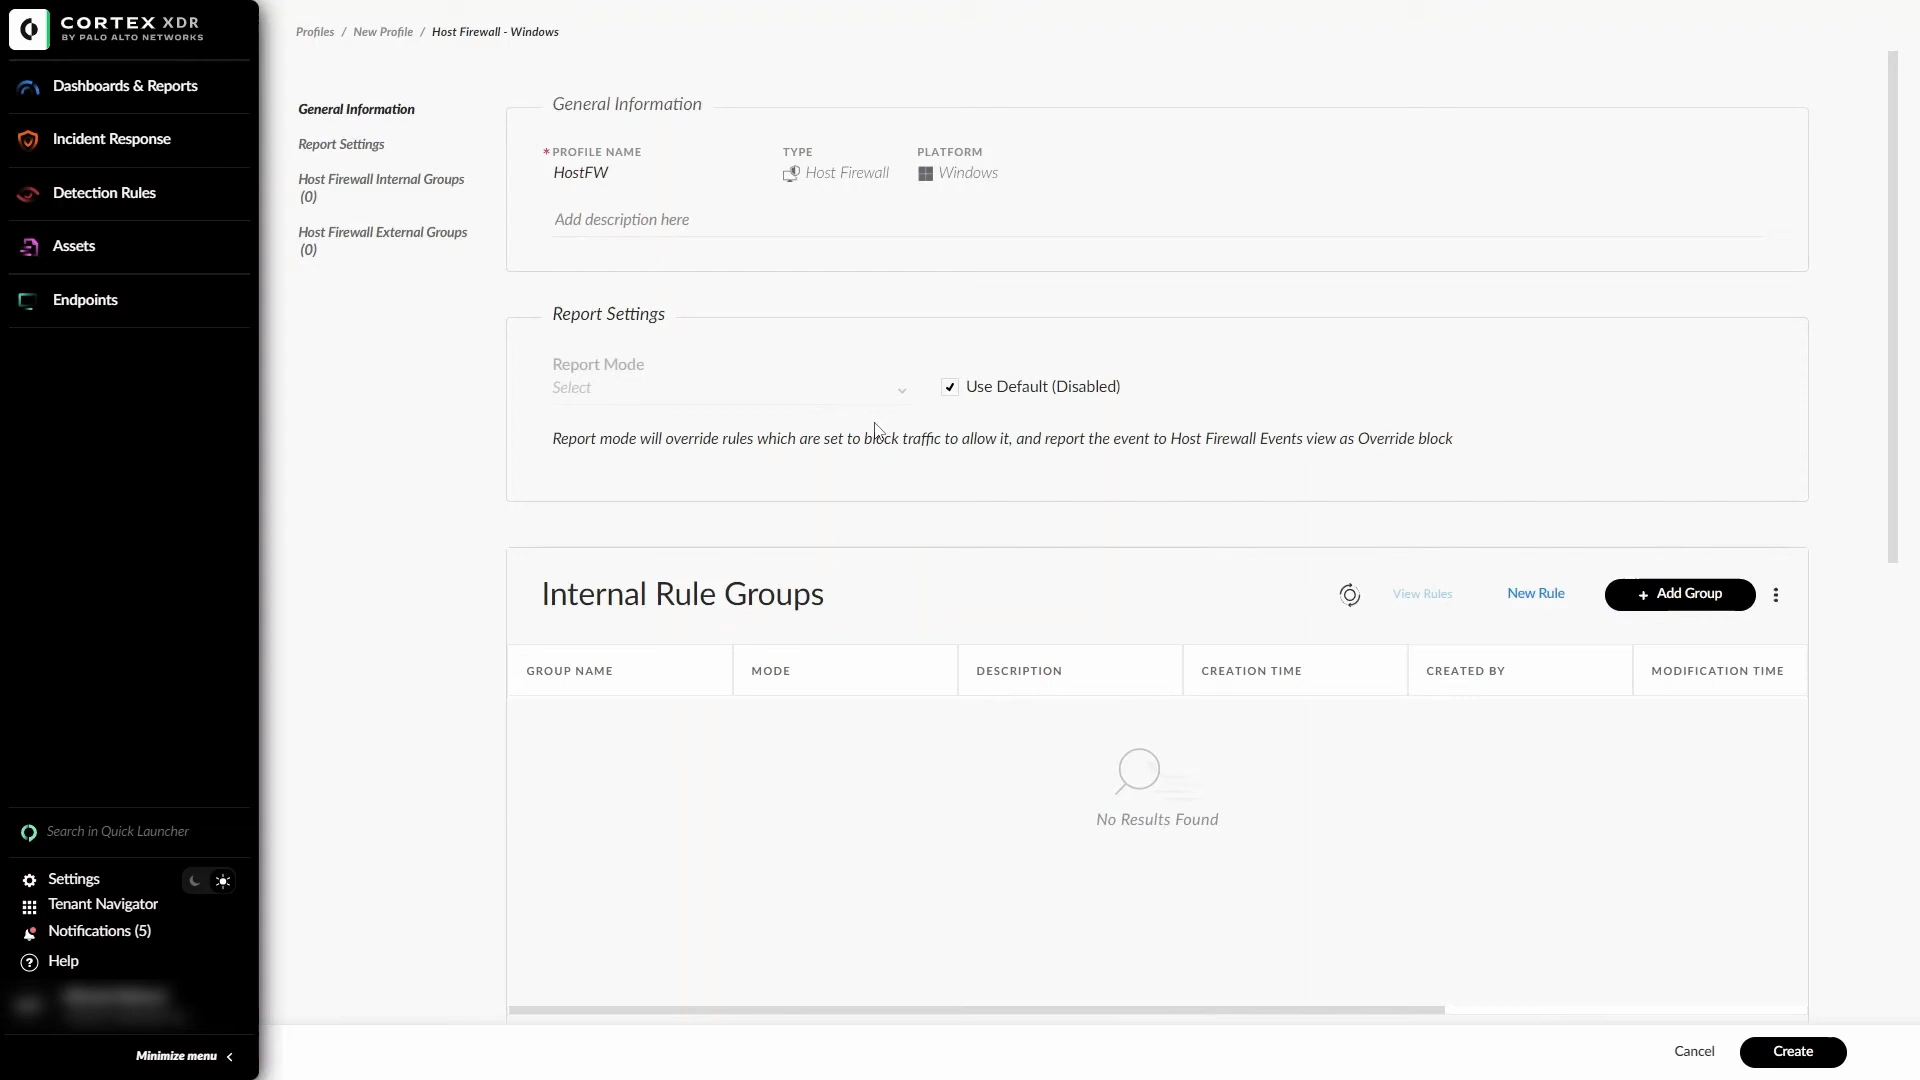 CORTEX XDR
BY PALO ALTO NETWORKS
Dashboards & Reports
Incident Response
Detection Rules
Assets
Endpoints
Search in Quick Launcher
Settings
Tenant Navigator
Notifications (5)
Help
Minimize menu
Profiles / New Profile / Host Firewall - Windows
General Information
Report Settings
Host Firewall Internal Groups
(0)
Host Firewall External Groups
(0)
General Information
*PROFILE NAME
HostFW
TYPE
Host Firewall
PLATFORM
Windows
Add description here
Report Settings
Report Mode
Select
Use Default (Disabled)
Report mode will override rules which are set to block traffic to allow it, and report the event to Host Firewall Events view as Override block
Internal Rule Groups
View Rules
New Rule
+ Add Group
GROUP NAME
MODE
DESCRIPTION
CREATION TIME
CREATED BY
MODIFICATION TIME
No Results Found
Cancel
Create